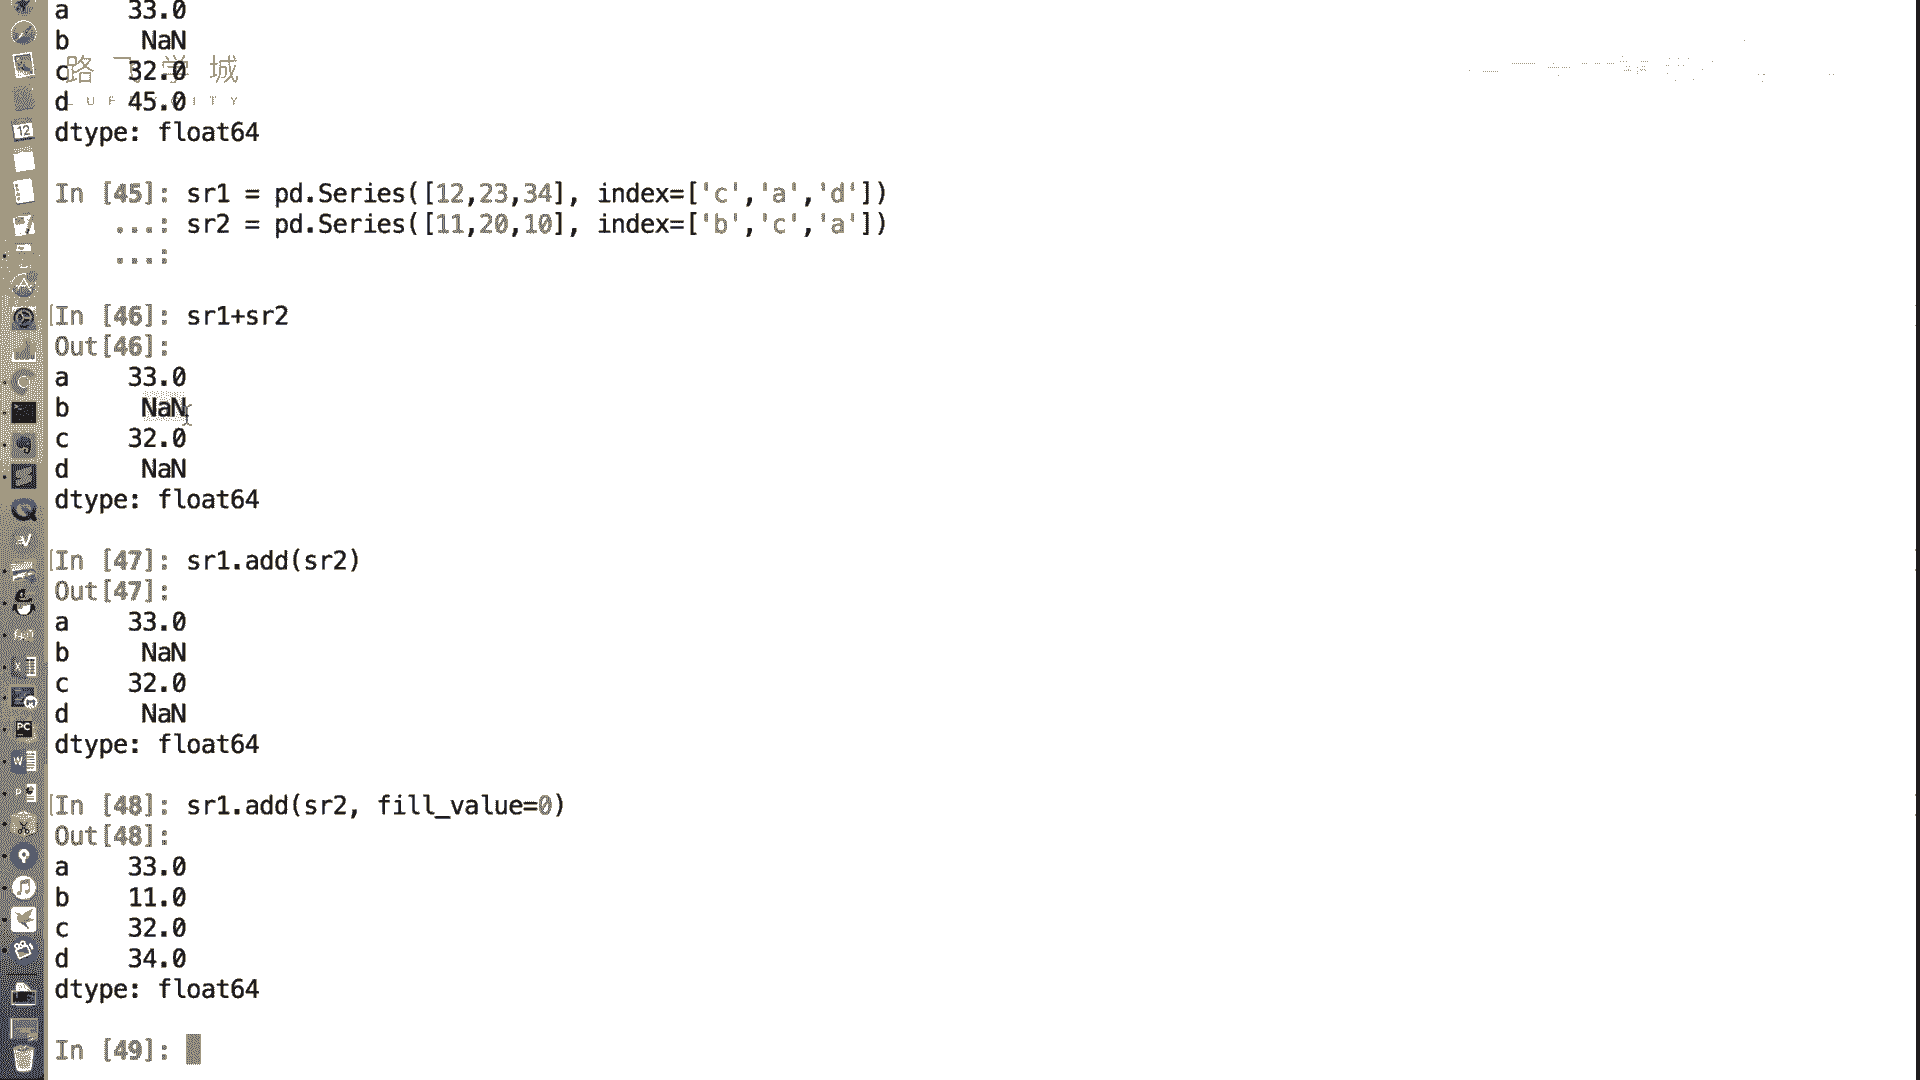 a     33.0
b      NaN
路飞学城
c     32.0
LUFFYCITY
d     45.0
dtype: float64
In [45]: sr1 = pd.Series([12,23,34], index=['c','a','d'])
    ...: sr2 = pd.Series([11,20,10], index=['b','c','a'])
    ...:
In [46]: sr1+sr2
Out[46]:
a     33.0
b      NaN
c     32.0
d      NaN
dtype: float64
In [47]: sr1.add(sr2)
Out[47]:
a     33.0
b      NaN
c     32.0
d      NaN
dtype: float64
In [48]: sr1.add(sr2, fill_value=0)
Out[48]:
a     33.0
b     11.0
c     32.0
d     34.0
dtype: float64
In [49]: